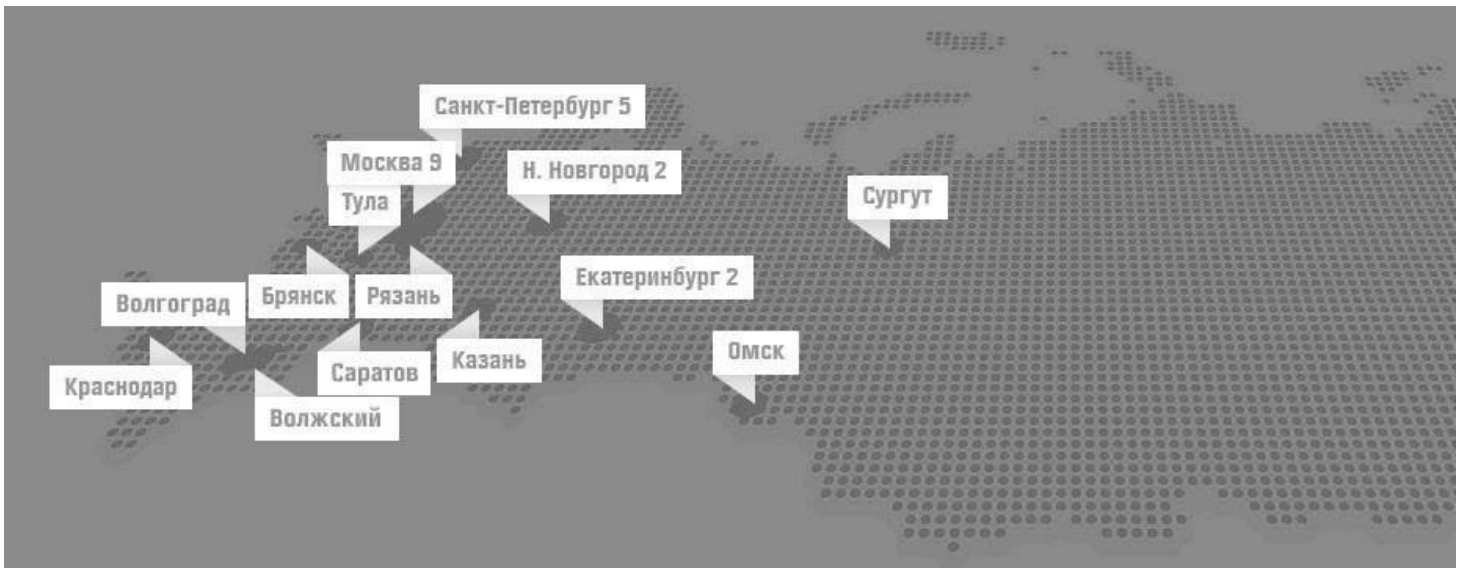 Санкт-Петербург 5
Москва 9
Н. Новгород 2
Тула
Сургут
Екатеринбург 2
Волгоград
Брянск
Рязань
Омск
Казань
Саратов
Краснодар
Волжский